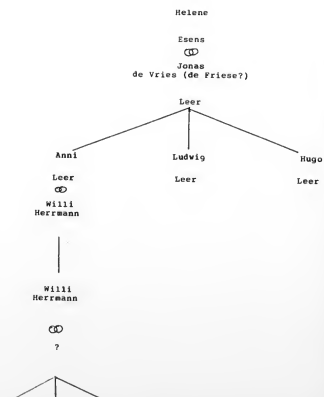 Helene
Esens
Jonas
de Vries (de Friese?)
Leer
Anni
Ludwig
Hugo
Leer
Leer
Leer
Willi
Herrmann
Willi
Herrmann
?